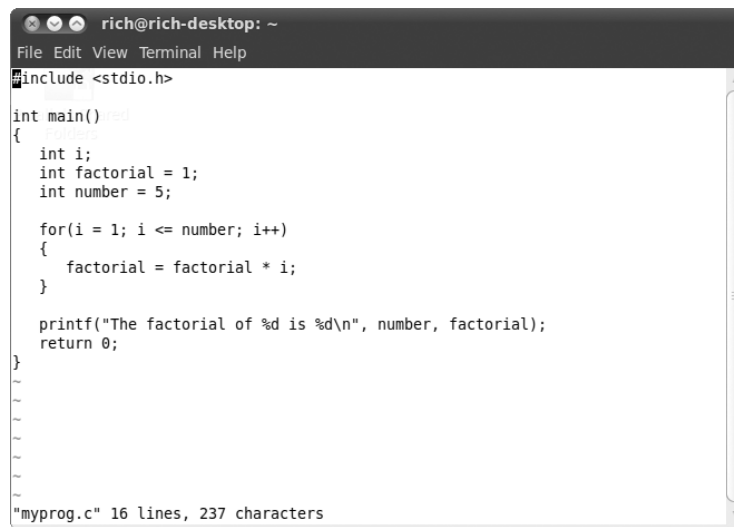 rich@rich-desktop: ~
File Edit View Terminal Help
#include <stdio.h>

int main()
{
   int i;
   int factorial = 1;
   int number = 5;

   for(i = 1; i <= number; i++)
   {
      factorial = factorial * i;
   }

   printf("The factorial of %d is %d\n", number, factorial);
   return 0;
}
~
~
~
~
~
~
~
"myprog.c" 16 lines, 237 characters